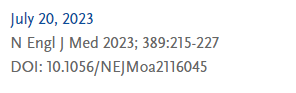 July 20, 2023
N Engl J Med 2023; 389:215-227
DOI: 10.1056/NEJMoa2116045